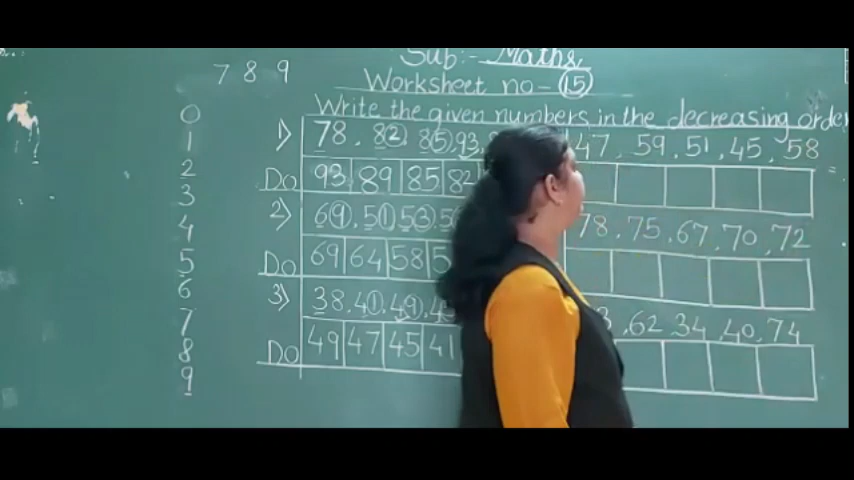 Sub:- Maths
7 8 9
Worksheet no- 15
Write the given numbers in the decreasing order
0
1
2
3
4
5
6
7
8
9
1) 78, 82, 85, 93, 47, 59, 51, 45, 58
Do 93 89 85 82
2) 69, 51, 53, 78, 75, 67, 70, 72
Do 69 64 58
3) 38, 41, 49, 62, 34, 40, 74
Do 49 47 45 41